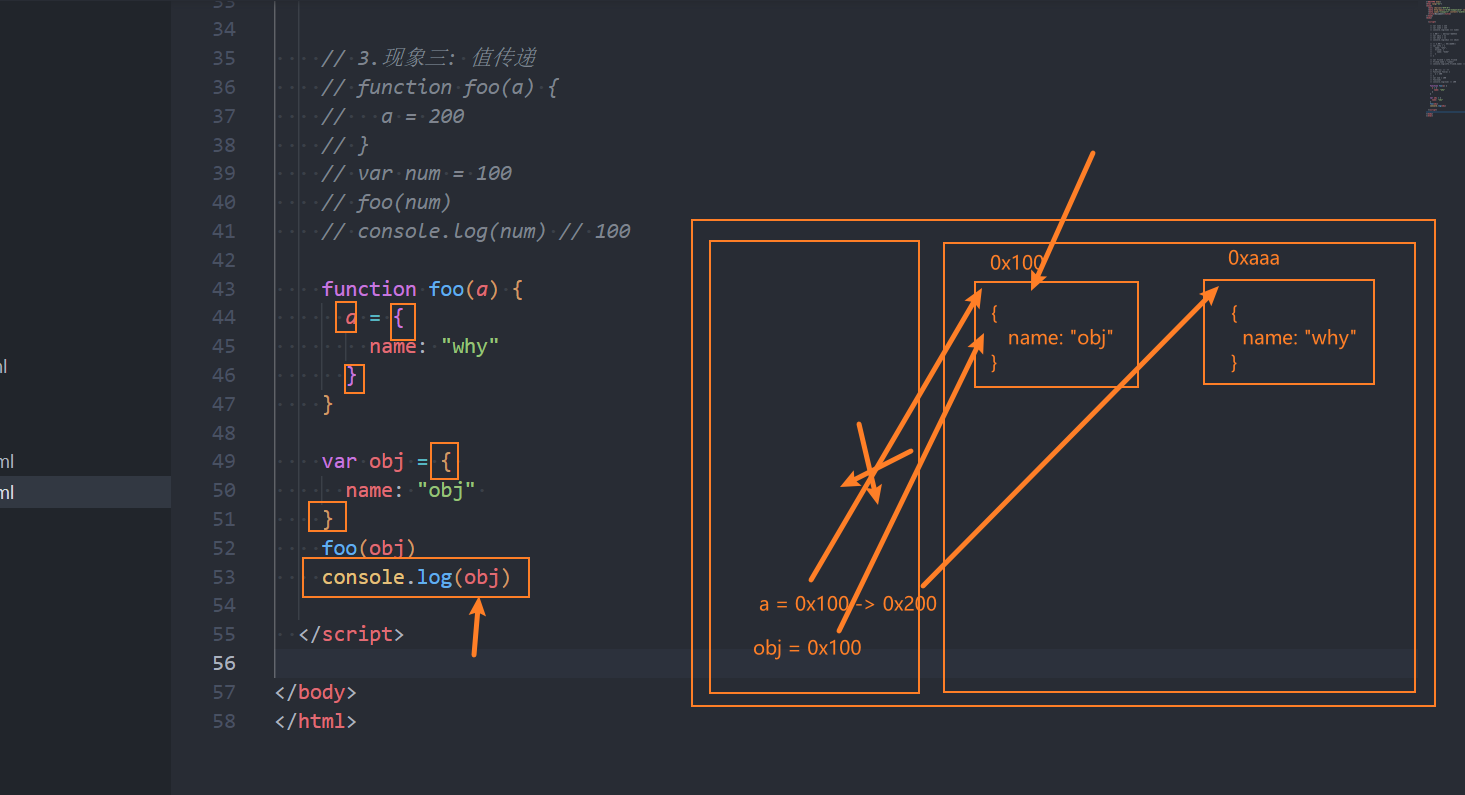 33
34
35 // 3.现象三: 值传递
36 // function foo(a) {
37 //   a = 200
38 // }
39 // var num = 100
40 // foo(num)
41 // console.log(num) // 100
42
43 function foo(a) {
44   a = {
45     name: "why"
46   }
47 }
48
49 var obj = {
50   name: "obj"
51 }
52 foo(obj)
53 console.log(obj)
54
55 </script>
56
57 </body>
58 </html>
ml
ml
0x100
{
name: "obj"
}
0xaaa
{
name: "why"
}
a = 0x100 -> 0x200
obj = 0x100